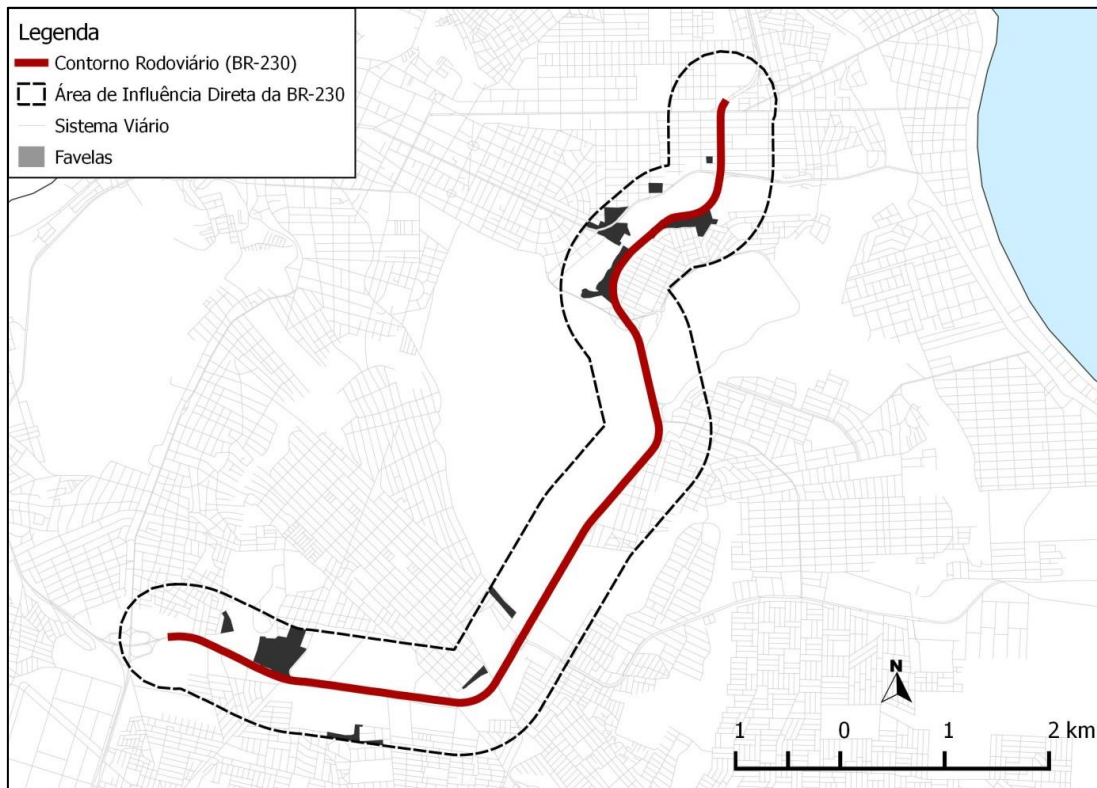 Legenda
Contorno Rodoviário (BR-230)
Área de Influência Direta da BR-230
Sistema Viário
Favelas
N
1 0 1 2 km